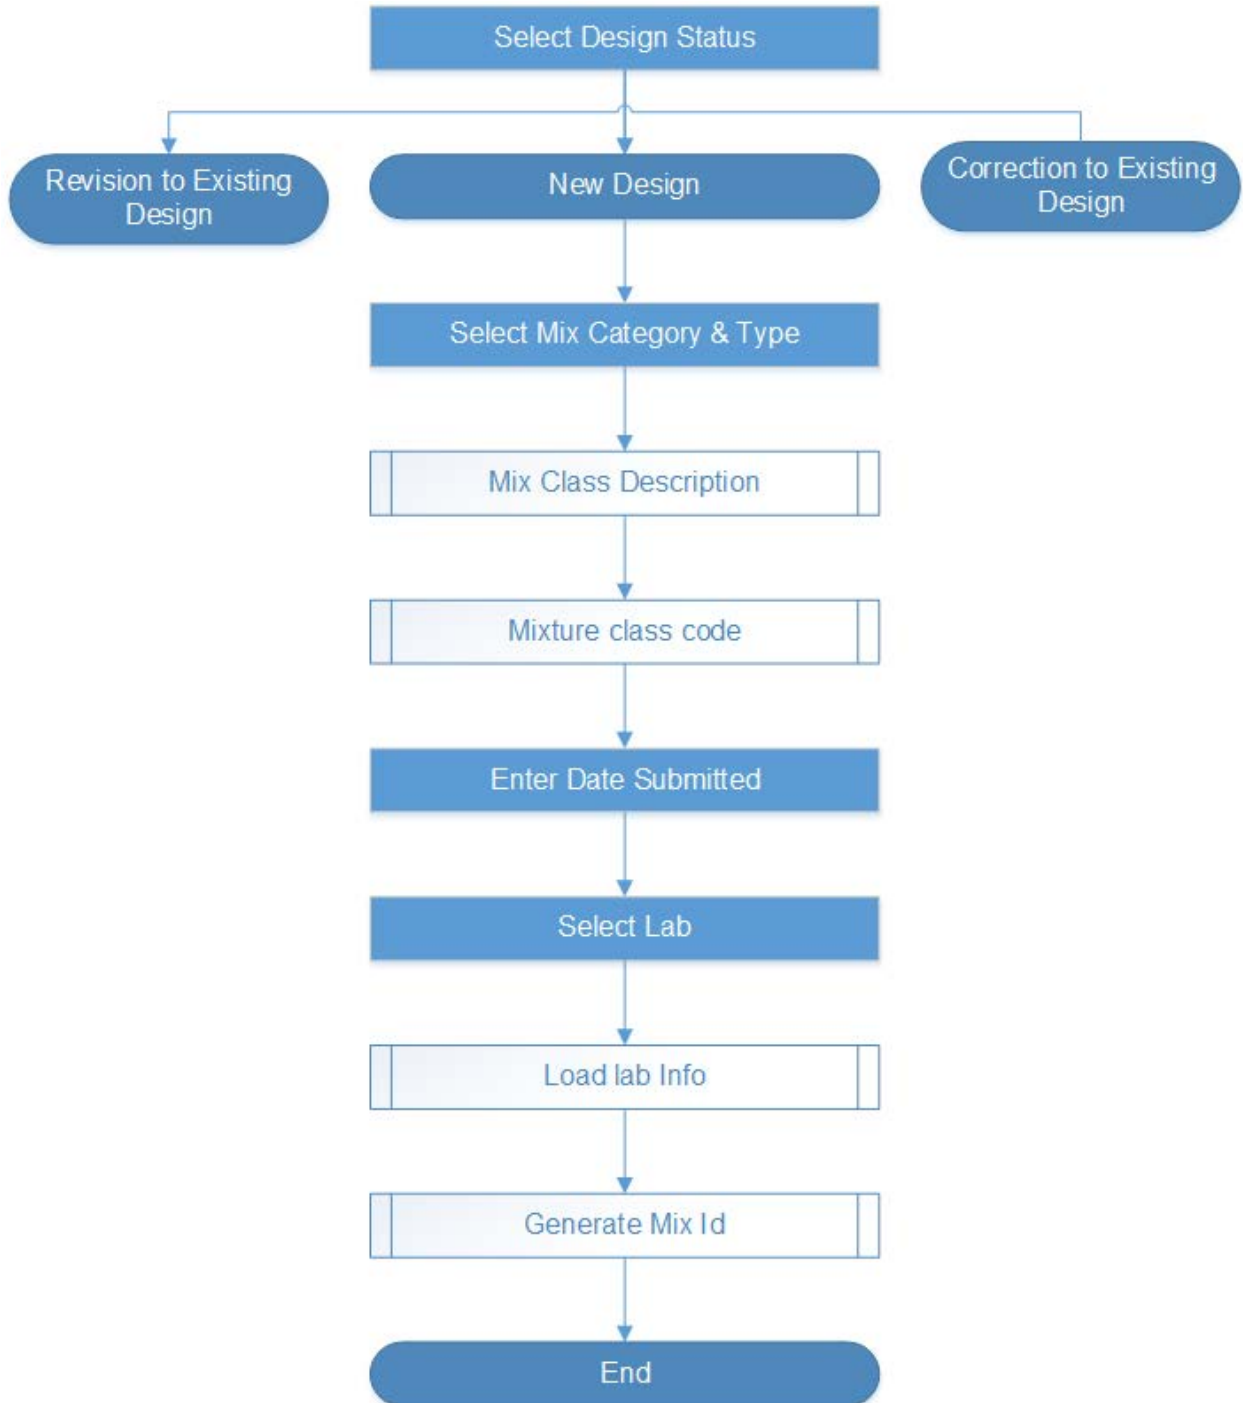 Select Design Status
Revision to Existing
Design
New Design
Correction to Existing
Design
Select Mix Category & Type
Mix Class Description
Mixture class code
Enter Date Submitted
Select Lab
Load lab Info
Generate Mix Id
End